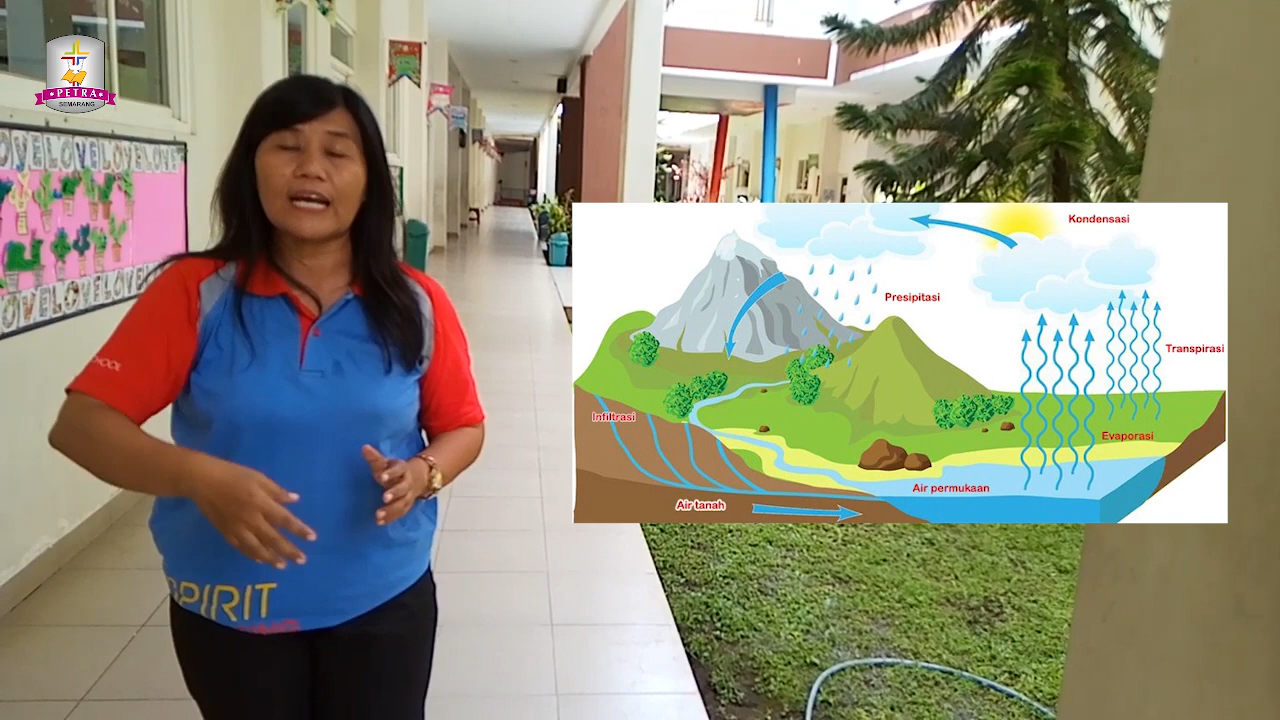 PETRA
SEMARANG
LOVELOVELOVELOVE
Kondensasi
Presipitasi
Transpirasi
Infiltrasi
Evaporasi
Air permukaan
Air tanah
SPIRIT